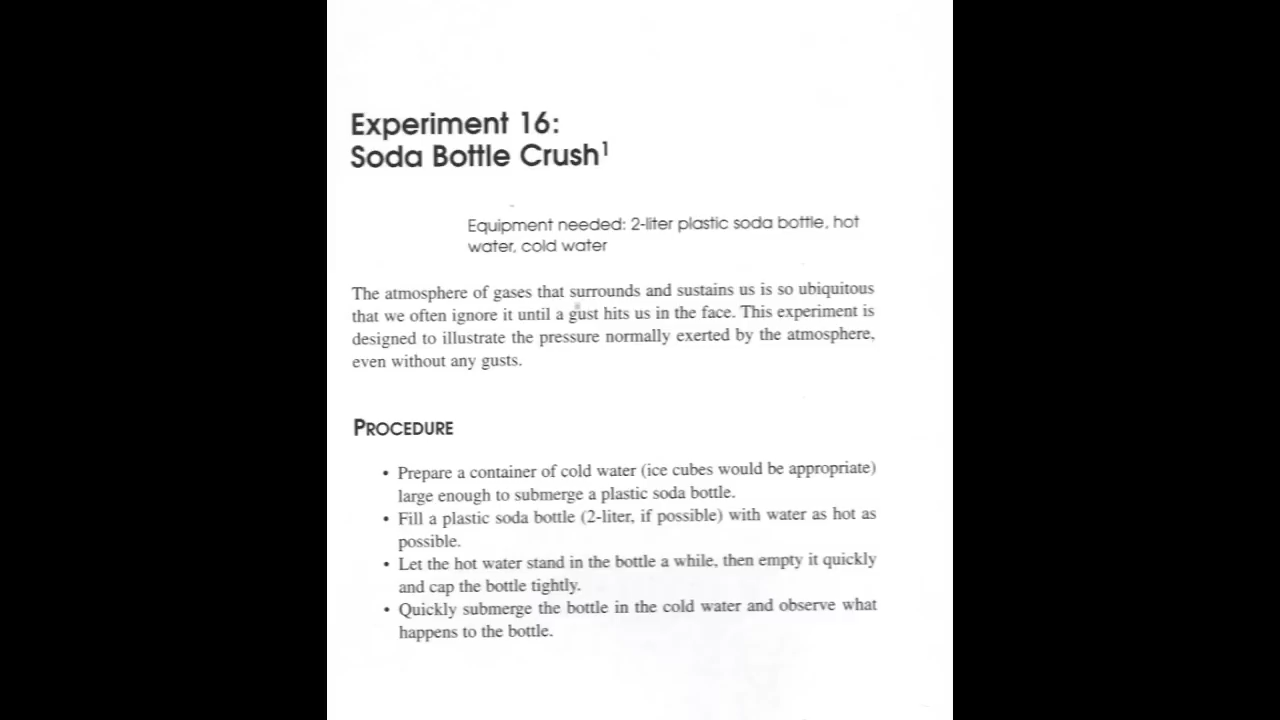 Experiment 16:
Soda Bottle Crush¹
Equipment needed: 2-liter plastic soda bottle, hot
water, cold water
The atmosphere of gases that surrounds and sustains us is so ubiquitous
that we often ignore it until a gust hits us in the face. This experiment is
designed to illustrate the pressure normally exerted by the atmosphere,
even without any gusts.
PROCEDURE
• Prepare a container of cold water (ice cubes would be appropriate)
large enough to submerge a plastic soda bottle.
• Fill a plastic soda bottle (2-liter, if possible) with water as hot as
possible.
• Let the hot water stand in the bottle a while, then empty it quickly
and cap the bottle tightly.
• Quickly submerge the bottle in the cold water and observe what
happens to the bottle.